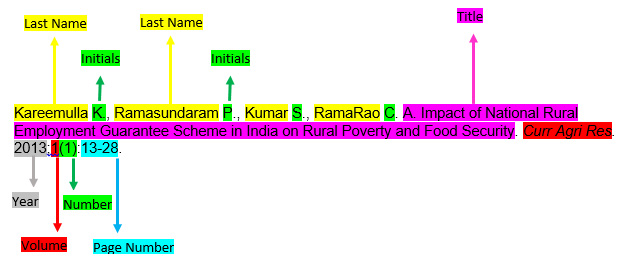 Last Name Last Name Title
Initials Initials
Kareemulla K., Ramasundaram P., Kumar S., RamaRao C. A. Impact of National Rural
Employment Guarantee Scheme in India on Rural Poverty and Food Security. Curr Agri Res.
2013;1(1):13-28.
Year Number
Volume Page Number